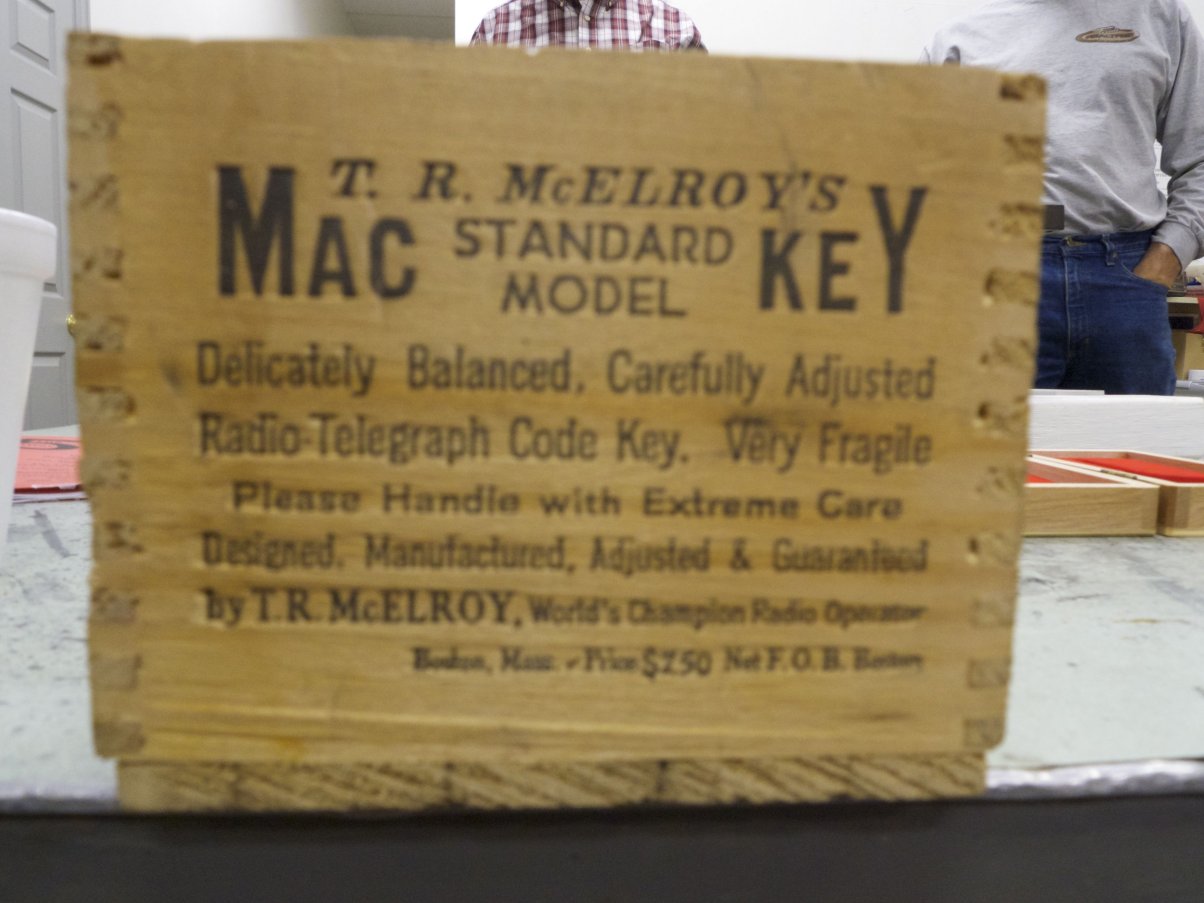 T. R. McELROY'S
MAC STANDARD MODEL KEY
Delicately Balanced, Carefully Adjusted
Radio-Telegraph Code Key. Very Fragile
Please Handle with Extreme Care
Designed, Manufactured, Adjusted & Guaranteed
by T.R. McELROY, World's Champion Radio Operator
Boston, Mass. - Price $7.50 Net F. O. B. Boston